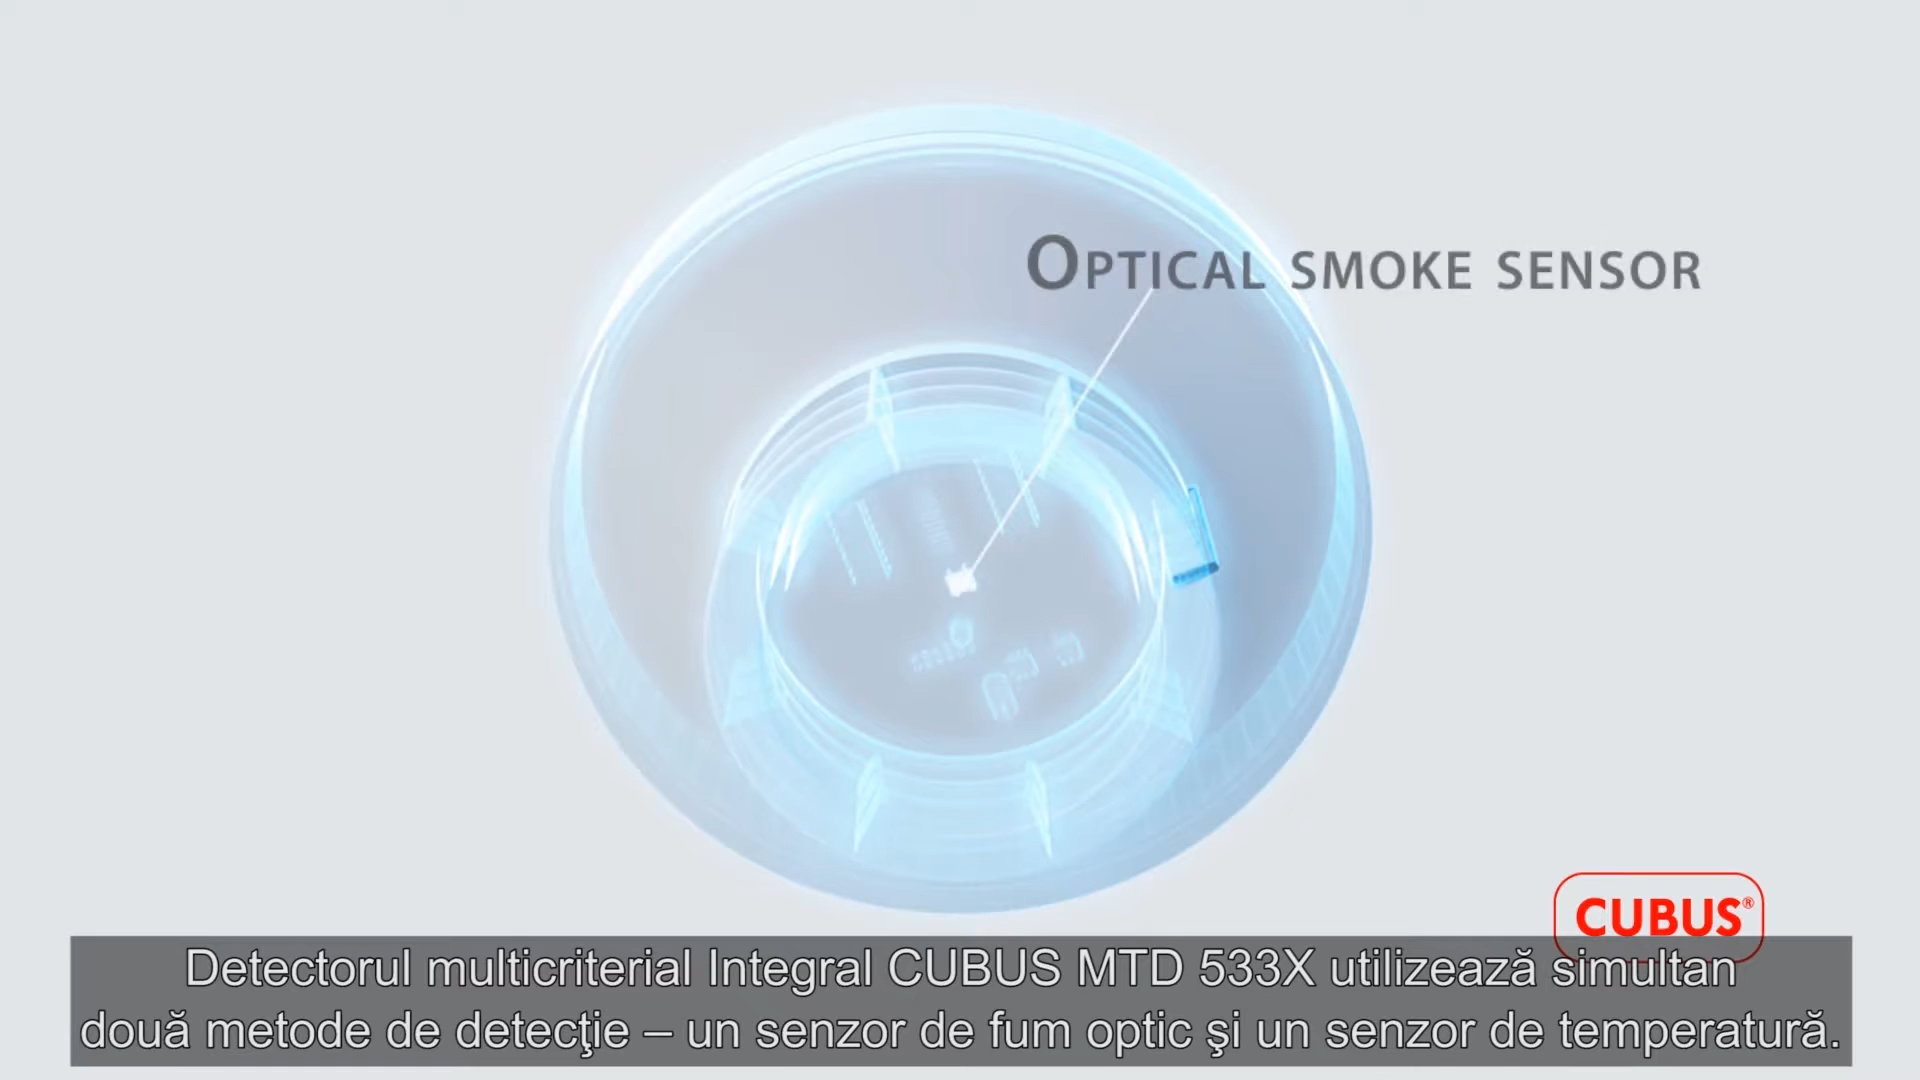 OPTICAL SMOKE SENSOR
CUBUS®
Detectorul multicriterial Integral CUBUS MTD 533X utilizează simultan
două metode de detecţie – un senzor de fum optic şi un senzor de temperatură.